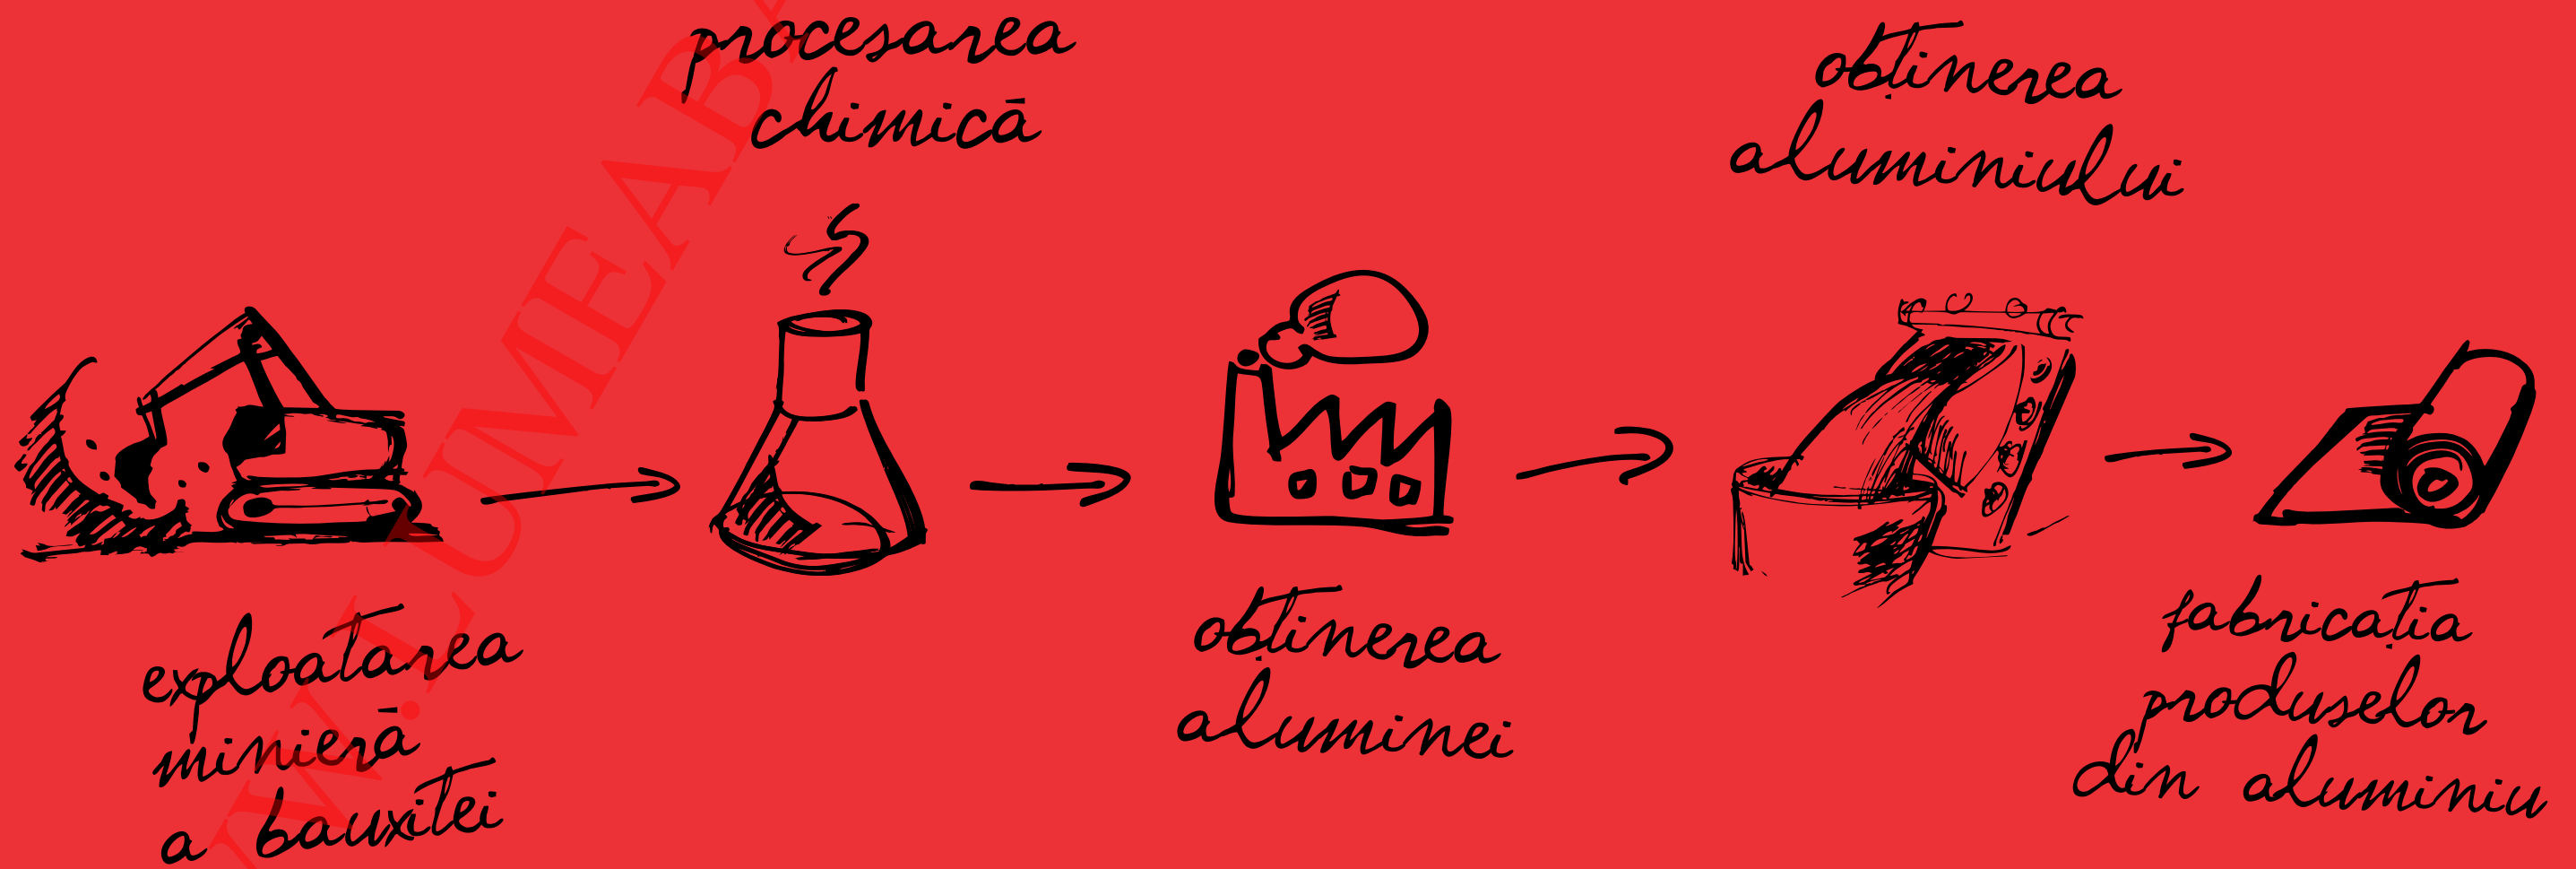 procesarea
chimică
obținerea
aluminiului
exploatarea
minieră
a bauxitei
obținerea
aluminei
fabricația
produselor
din aluminiu